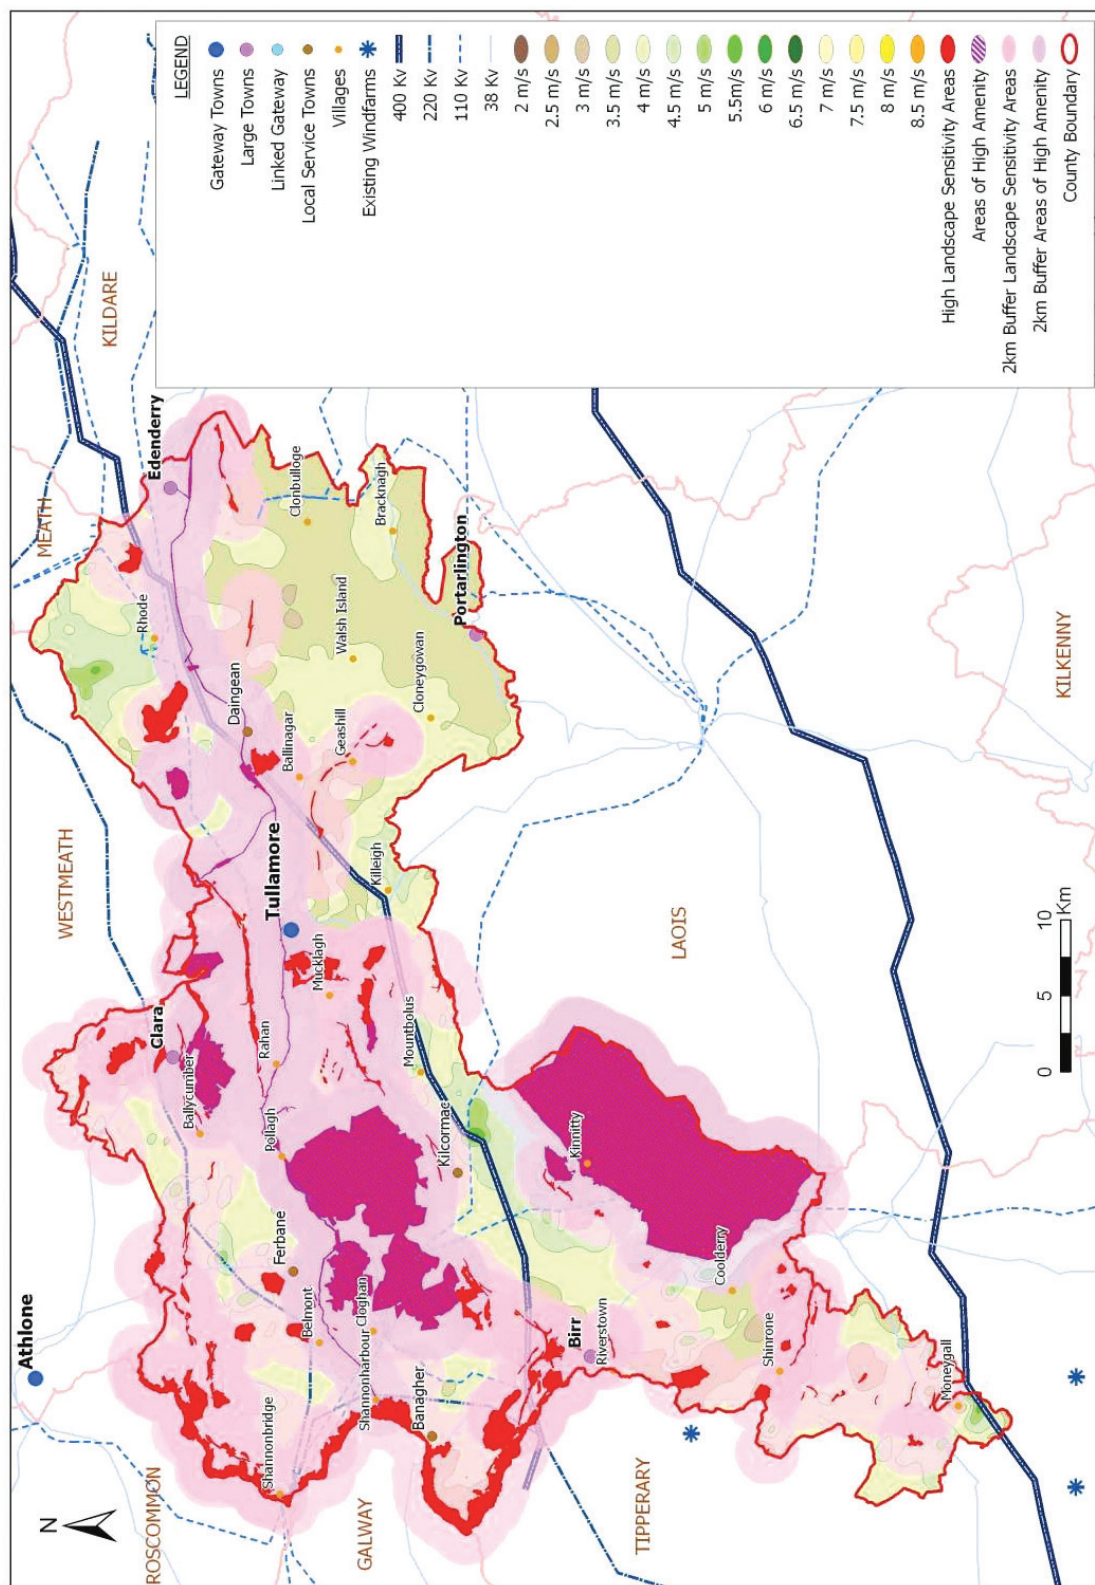 LEGEND
Gateway Towns
Large Towns
Linked Gateway
Local Service Towns
Villages
Existing Windfarms
400 Kv
220 Kv
110 Kv
38 Kv
2 m/s
2.5 m/s
3 m/s
3.5 m/s
4 m/s
4.5 m/s
5 m/s
5.5m/s
6 m/s
6.5 m/s
7 m/s
7.5 m/s
8 m/s
8.5 m/s
High Landscape Sensitivity Areas
Areas of High Amenity
2km Buffer Landscape Sensitivity Areas
2km Buffer Areas of High Amenity
County Boundary
N
ROSCOMMON
Athlone
WESTMEATH
MEATH
KILDARE
GALWAY
TIPPERARY
LAOIS
KILKENNY
Clara
Ballycumber
Edenderry
Rhode
Daingean
Ballinagar
Geashill
Walsh Island
Clonbulloge
Bracknagh
Cloneygowan
Portarlington
Tullamore
Killeigh
Mucklagh
Rahan
Pollagh
Mountbolus
Kilcormac
Ferbane
Belmont
Cloghan
Shannonharbour
Shannonbridge
Banagher
Birr
Riverstown
Kinnitty
Coolderry
Shinrone
Moneygall
0 5 10
Km